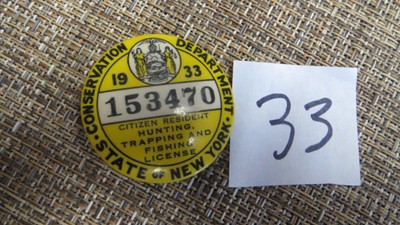 CONSERVATION DEPARTMENT
19 33
153470
CITIZEN RESIDENT
HUNTING,
TRAPPING AND
FISHING
LICENSE
STATE OF NEW YORK
33